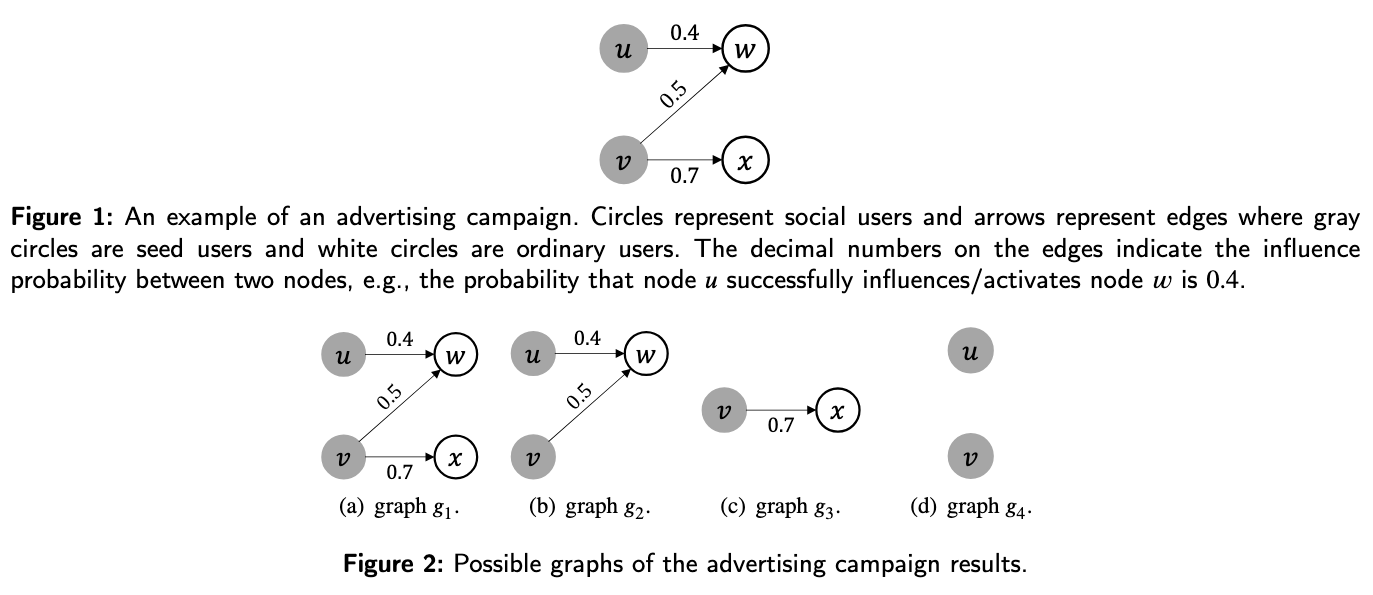 0.4
u w
0.5
v x
0.7
Figure 1: An example of an advertising campaign. Circles represent social users and arrows represent edges where gray
circles are seed users and white circles are ordinary users. The decimal numbers on the edges indicate the influence
probability between two nodes, e.g., the probability that node u successfully influences/activates node w is 0.4.
0.4
u w
0.5
v x
0.7
(a) graph g₁.
0.4
u w
0.5
v
(b) graph g₂.
v x
0.7
(c) graph g₃.
u
v
(d) graph g₄.
Figure 2: Possible graphs of the advertising campaign results.